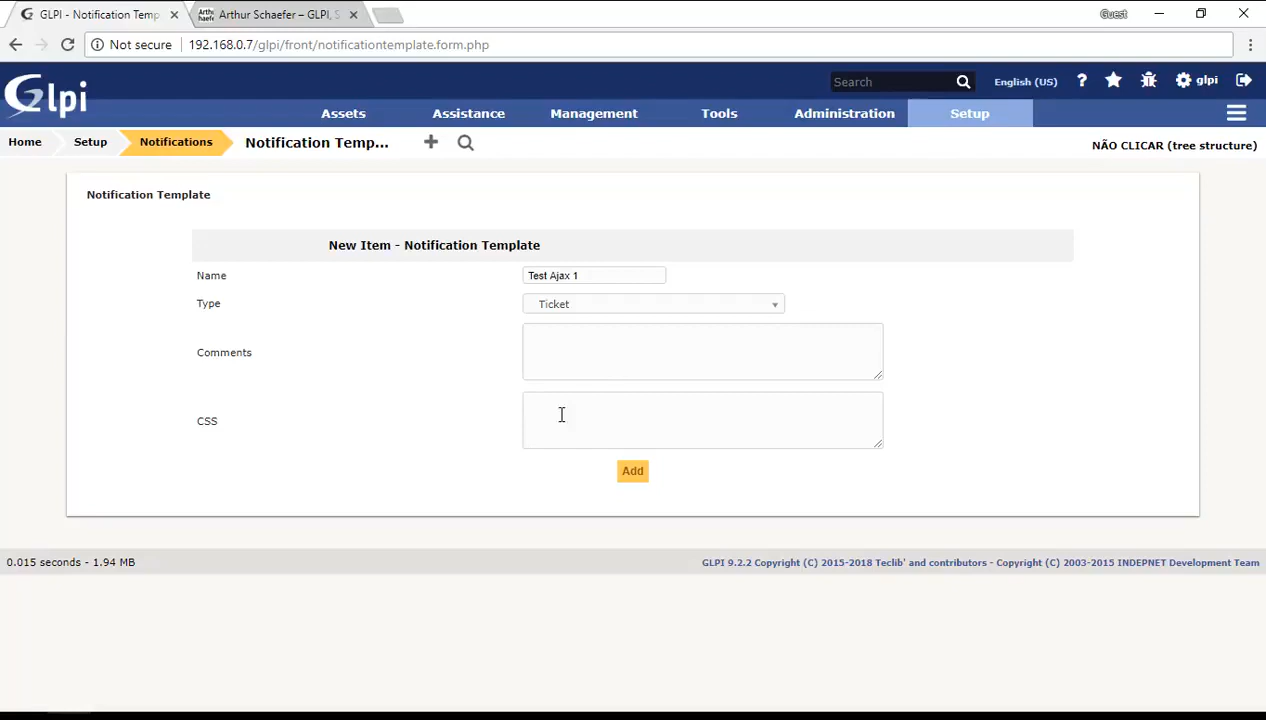 GLPI - Notification Temp
Arthur Schaefer – GLPI, S
Guest
Not secure
192.168.0.7/glpi/front/notificationtemplate.form.php
Glpi
Search
English (US)
?
glpi
Assets
Assistance
Management
Tools
Administration
Setup
Home
Setup
Notifications
Notification Temp...
NÃO CLICAR (tree structure)
Notification Template
New Item - Notification Template
Name
Test Ajax 1
Type
Ticket
Comments
CSS
Add
0.015 seconds - 1.94 MB
GLPI 9.2.2 Copyright (C) 2015-2018 Teclib' and contributors - Copyright (C) 2003-2015 INDEPNET Development Team